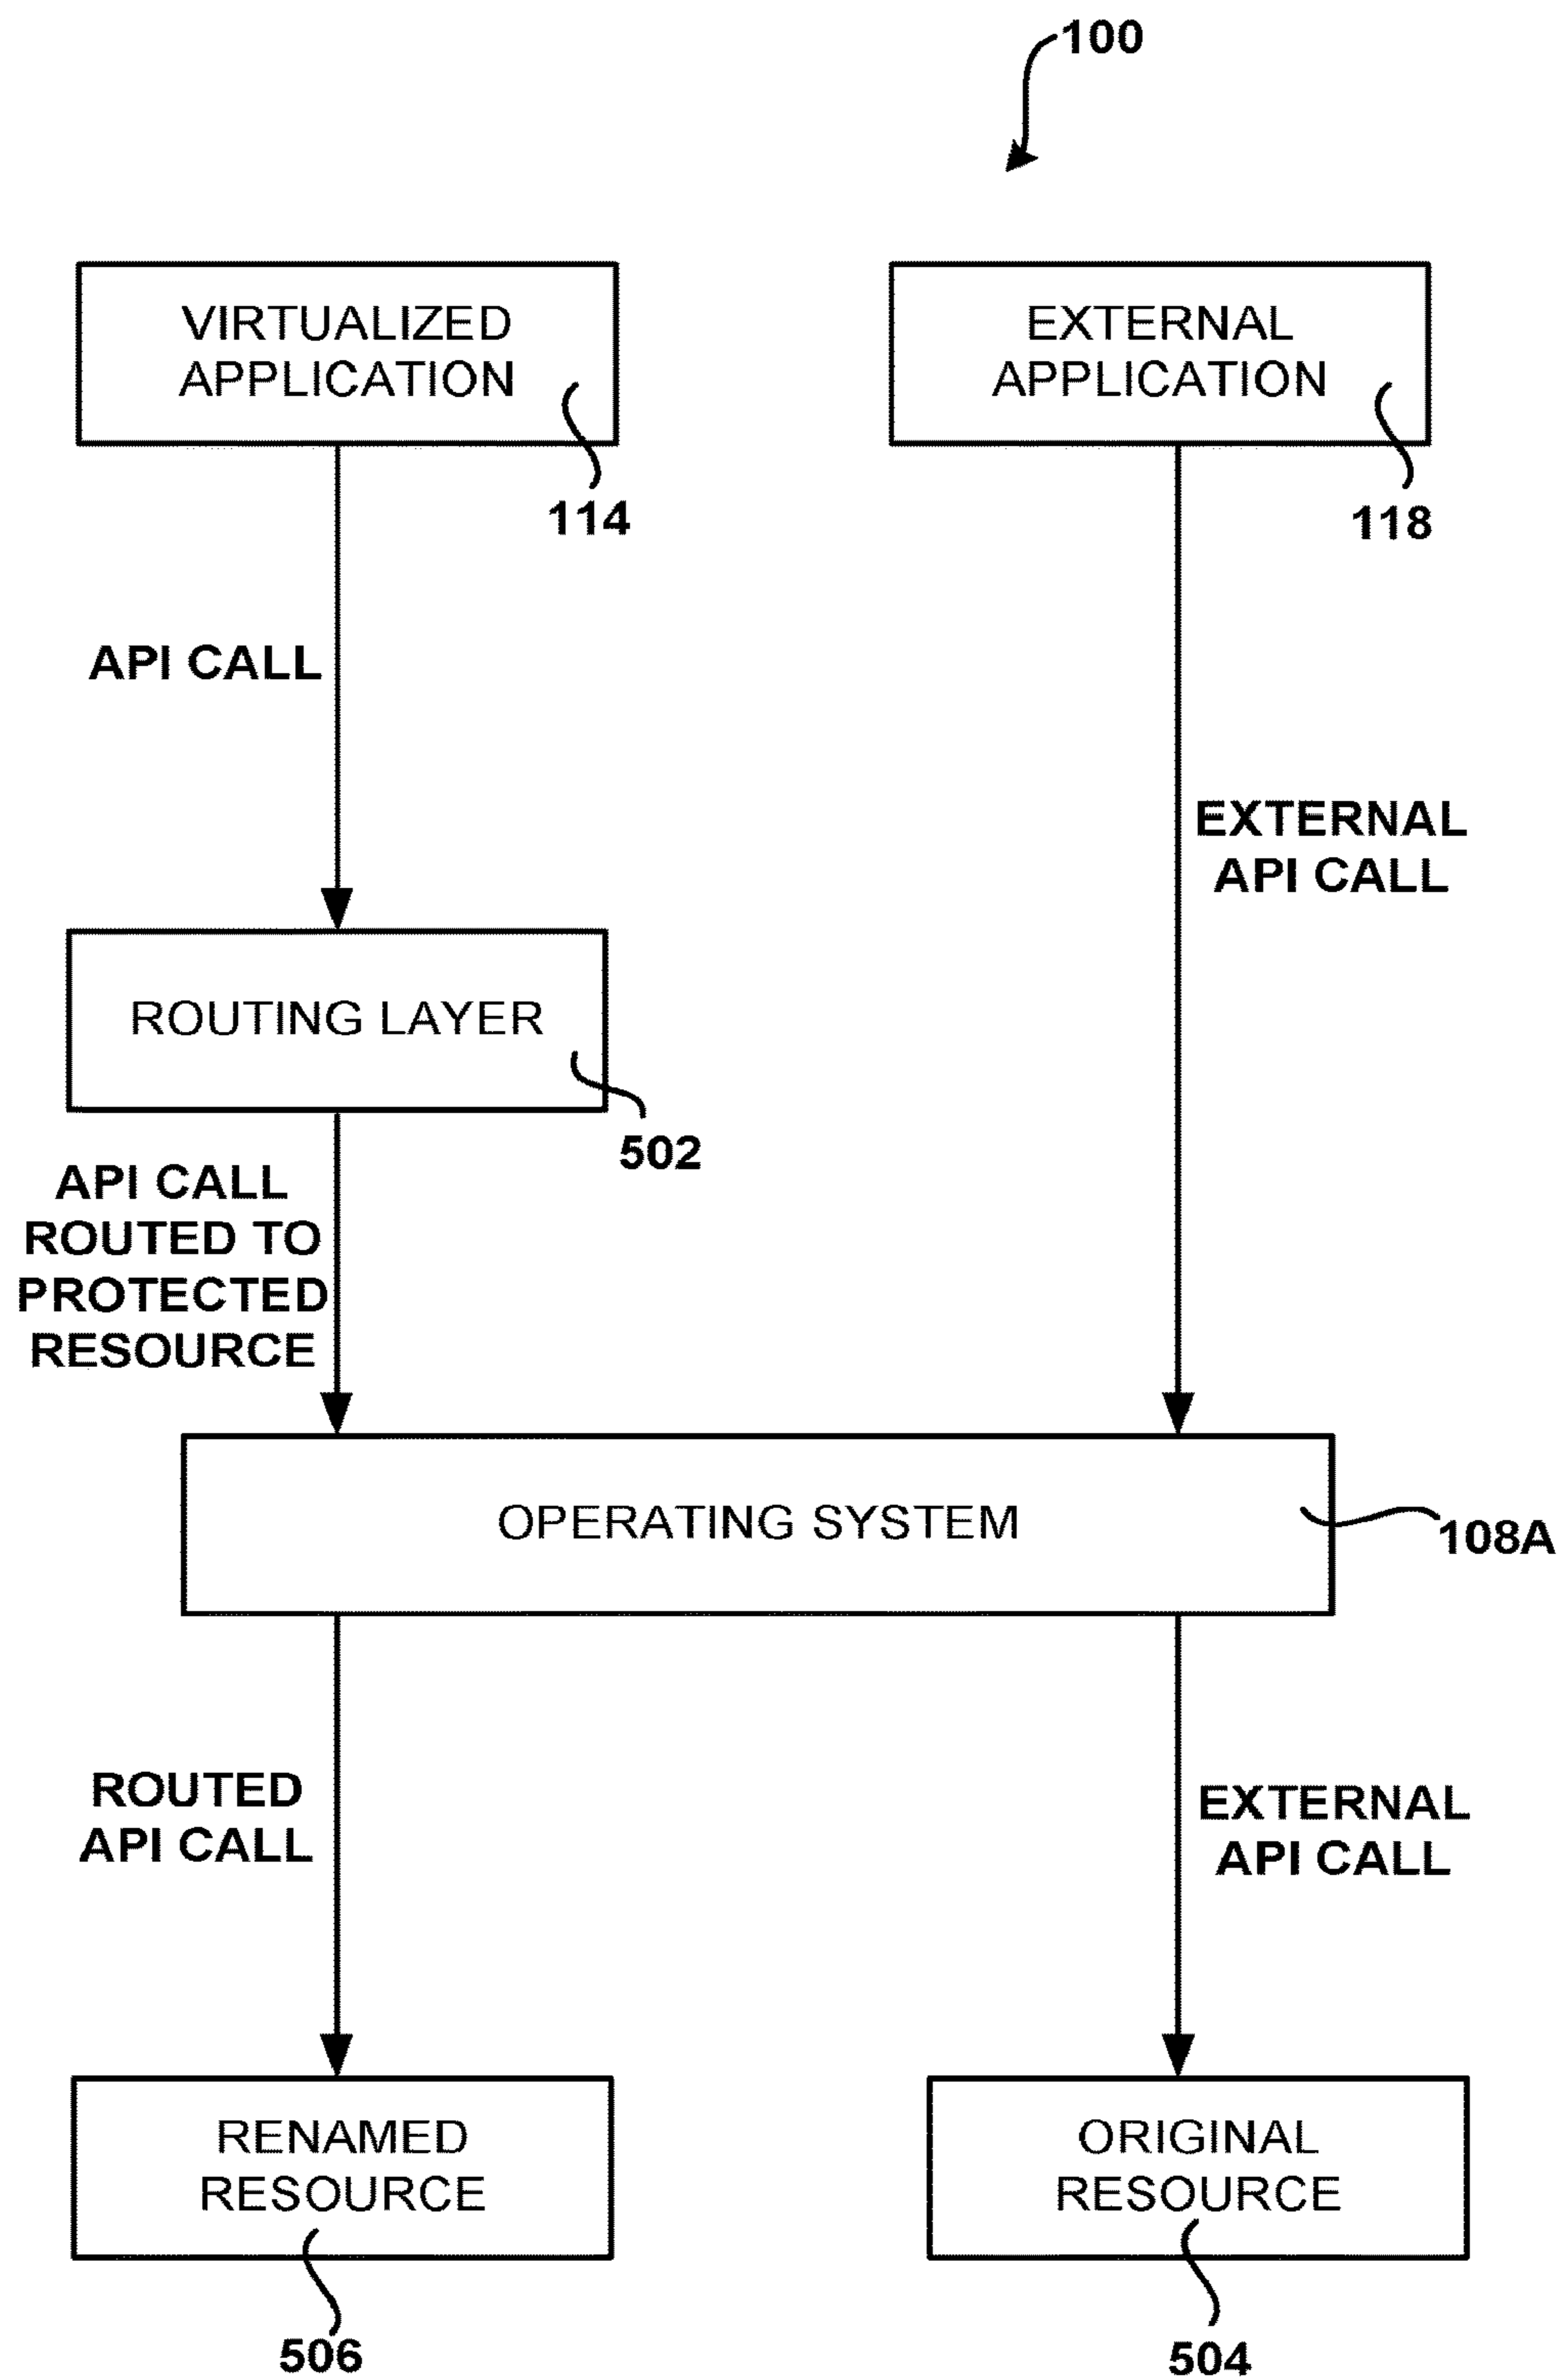 100
VIRTUALIZED
APPLICATION
114
EXTERNAL
APPLICATION
118
API CALL
EXTERNAL
API CALL
ROUTING LAYER
502
API CALL
ROUTED TO
PROTECTED
RESOURCE
OPERATING SYSTEM
108A
ROUTED
API CALL
EXTERNAL
API CALL
RENAMED
RESOURCE
506
ORIGINAL
RESOURCE
504